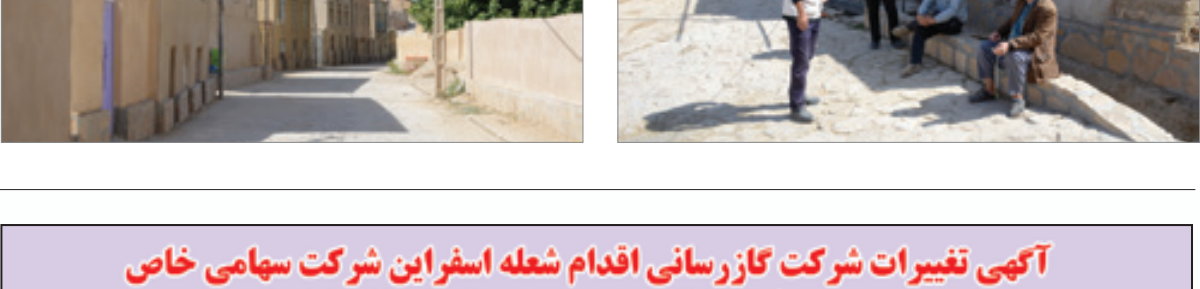 آگهی تغییرات شرکت گازرسانی اقدام شعله اسفراین شرکت سهامی خاص